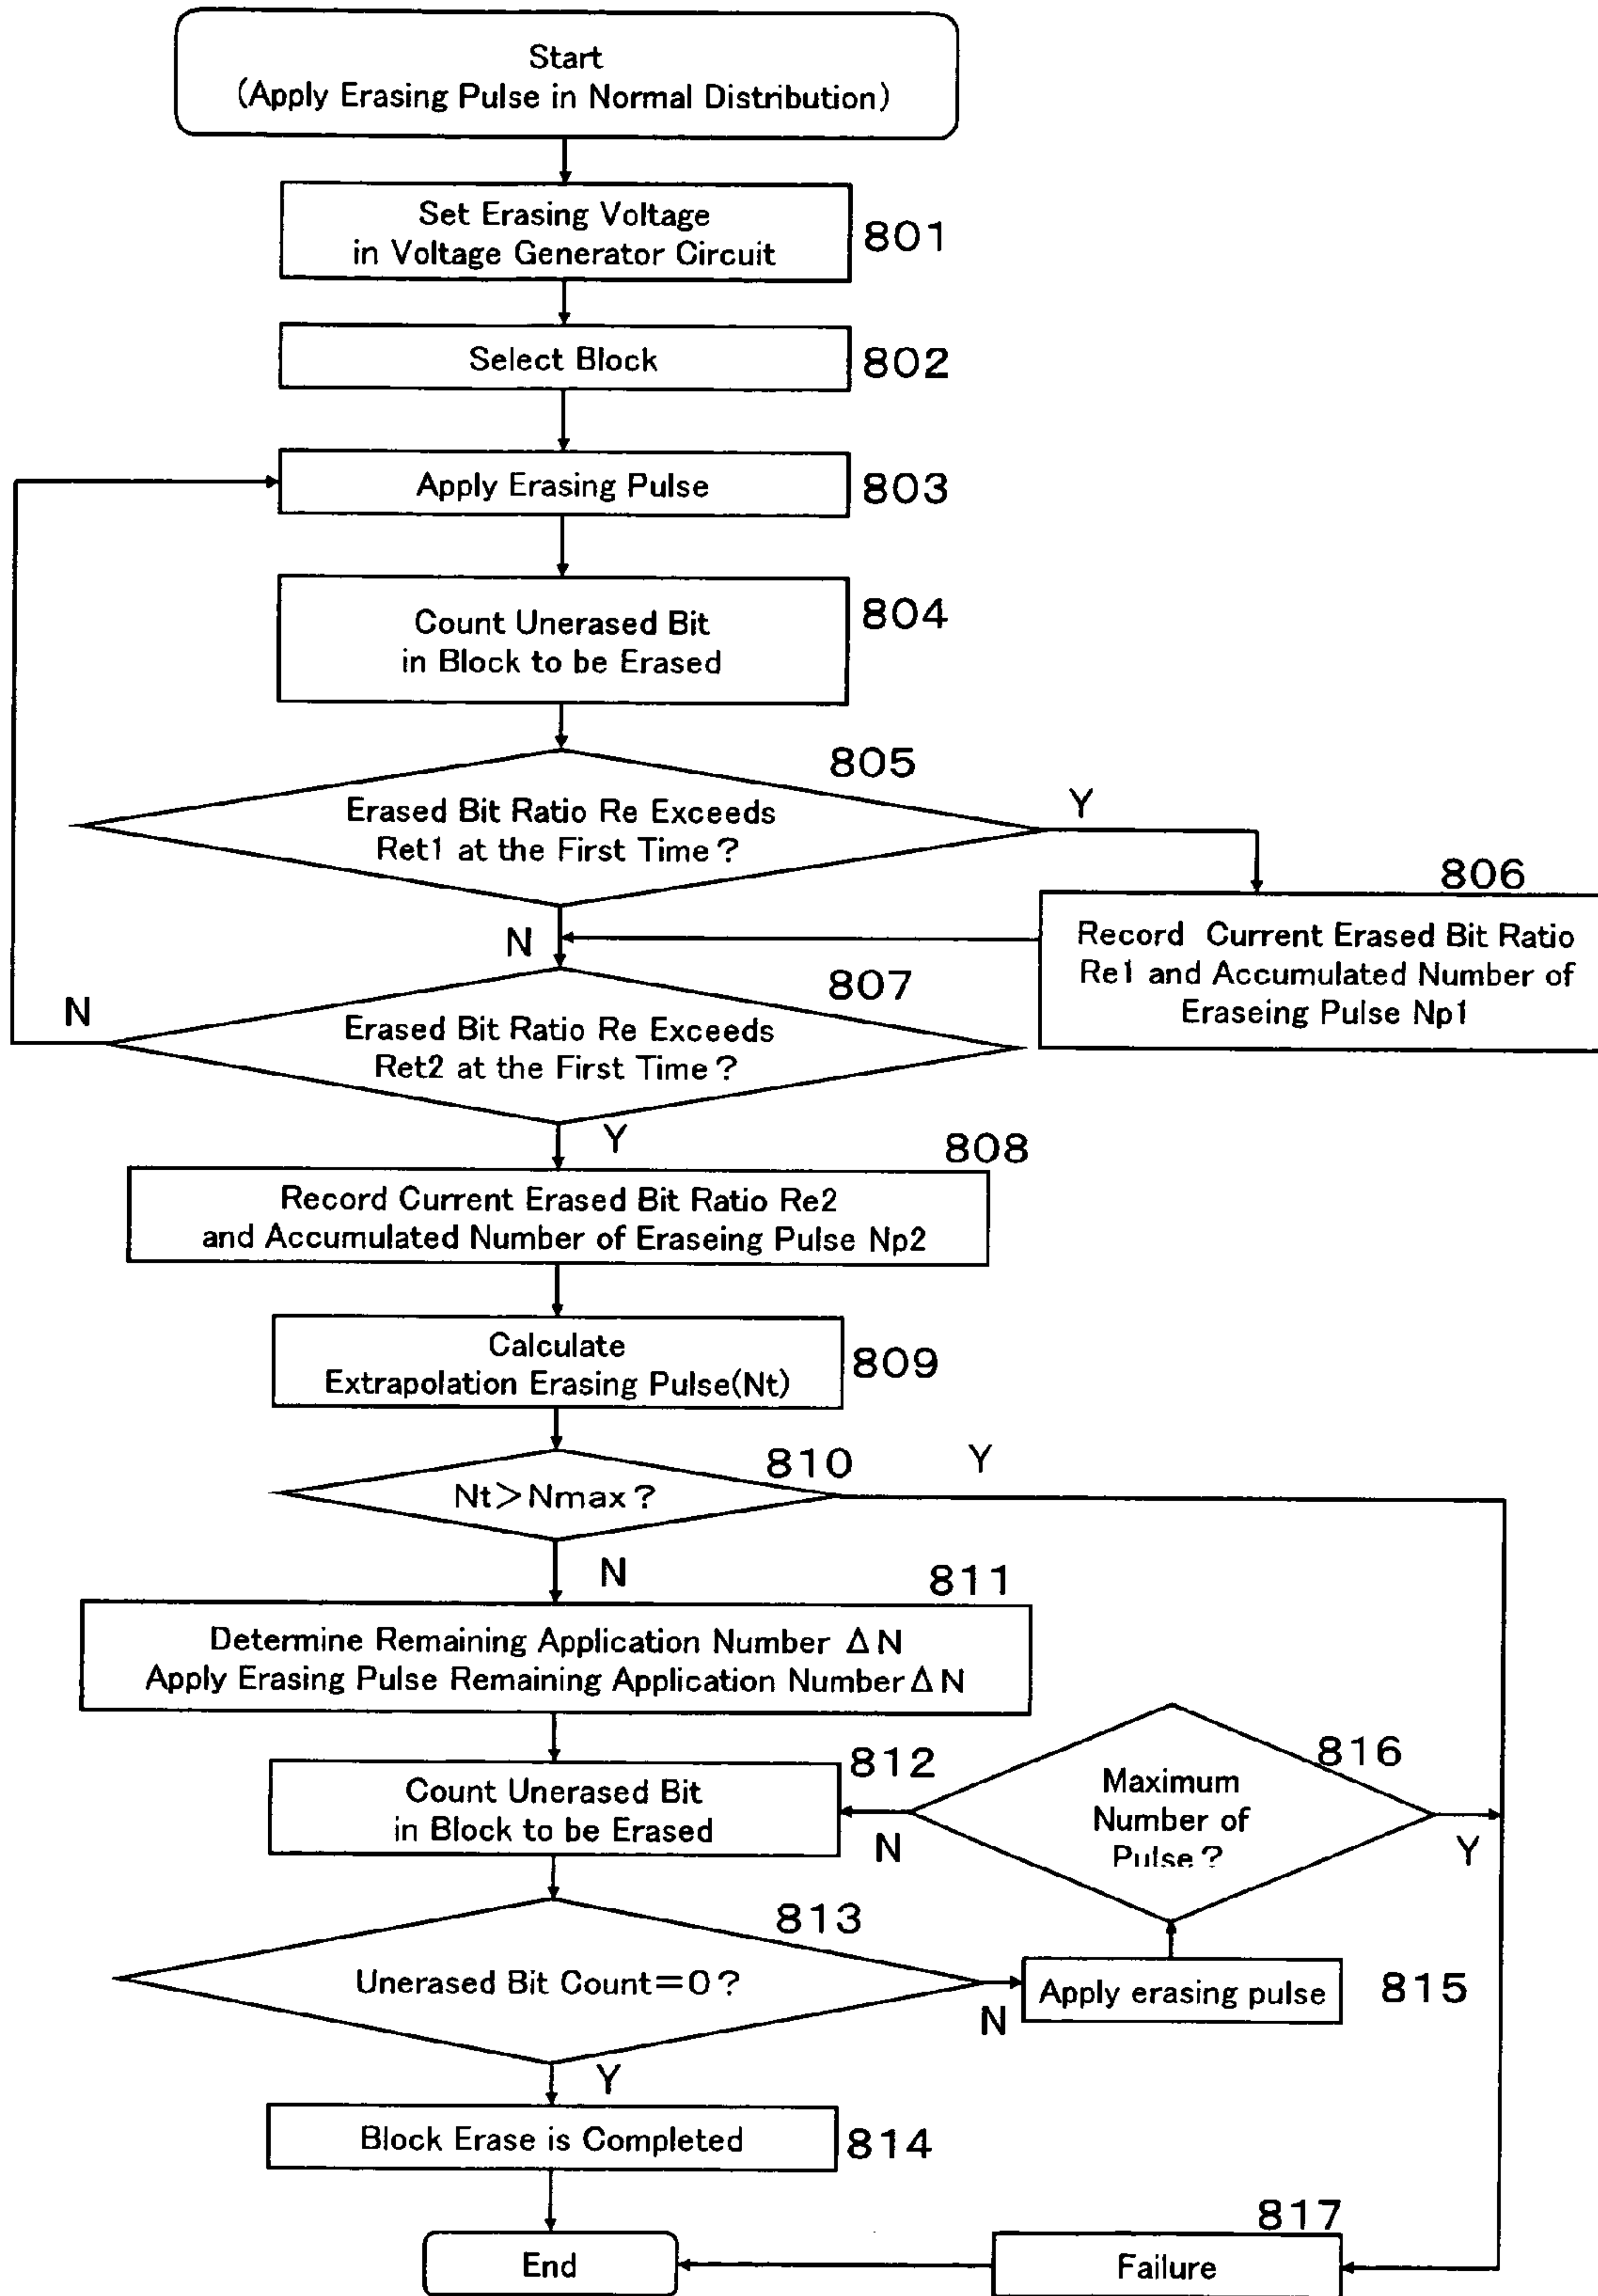 Start
(Apply Erasing Pulse in Normal Distribution)
Set Erasing Voltage
in Voltage Generator Circuit
801
Select Block
802
Apply Erasing Pulse
803
Count Unerased Bit
in Block to be Erased
804
805
Erased Bit Ratio Re Exceeds
Ret1 at the First Time?
Y
N
806
Record Current Erased Bit Ratio
Re1 and Accumulated Number of
Eraseing Pulse Np1
807
Erased Bit Ratio Re Exceeds
Ret2 at the First Time?
N
Y
808
Record Current Erased Bit Ratio Re2
and Accumulated Number of Eraseing Pulse Np2
Calculate
Extrapolation Erasing Pulse(Nt)
809
810
Nt>Nmax?
Y
N
811
Determine Remaining Application Number ΔN
Apply Erasing Pulse Remaining Application Number ΔN
812
Count Unerased Bit
in Block to be Erased
816
Maximum
Number of
Pulse?
N
Y
813
Unerased Bit Count=0?
N
Apply erasing pulse
815
Y
Block Erase is Completed
814
End
817
Failure